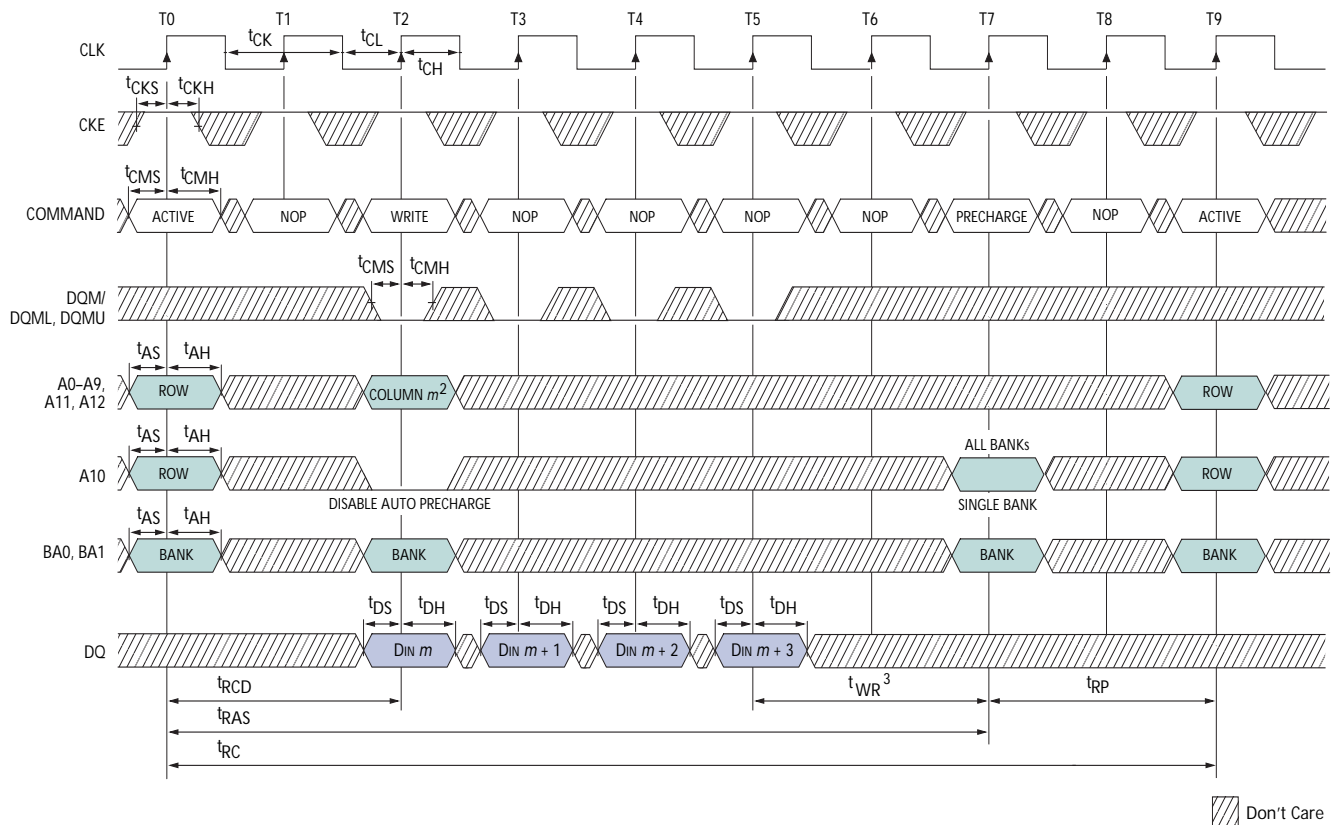 T0 T1 T2 T3 T4 T5 T6 T7 T8 T9
CLK
tCK tCL
tCH
tCKS tCKH
CKE
tCMS tCMH
COMMAND
ACTIVE NOP WRITE NOP NOP NOP NOP PRECHARGE NOP ACTIVE
tCMS tCMH
DQM/
DQML, DQMU
tAS tAH
A0–A9,
A11, A12
ROW COLUMN m2 ROW
tAS tAH
ALL BANKs
A10
ROW ROW
DISABLE AUTO PRECHARGE SINGLE BANK
tAS tAH
BA0, BA1
BANK BANK BANK BANK
tDS tDH tDS tDH tDS tDH tDS tDH
DQ
DIN m DIN m + 1 DIN m + 2 DIN m + 3
tRCD tWR3 tRP
tRAS
tRC
Don't Care